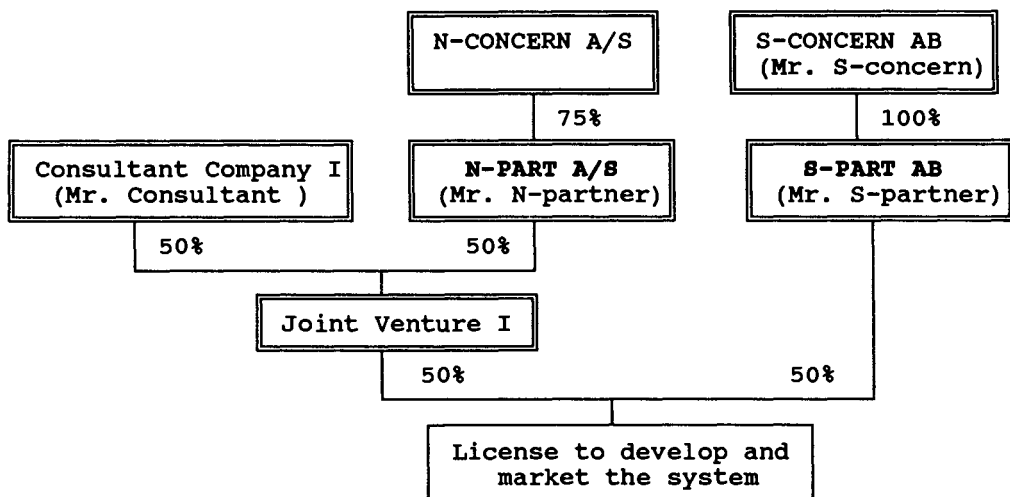 N-CONCERN A/S
S-CONCERN AB
(Mr. S-concern)
75%
100%
Consultant Company I
(Mr. Consultant )
N-PART A/S
(Mr. N-partner)
S-PART AB
(Mr. S-partner)
50%
50%
Joint Venture I
50%
50%
License to develop and
market the system